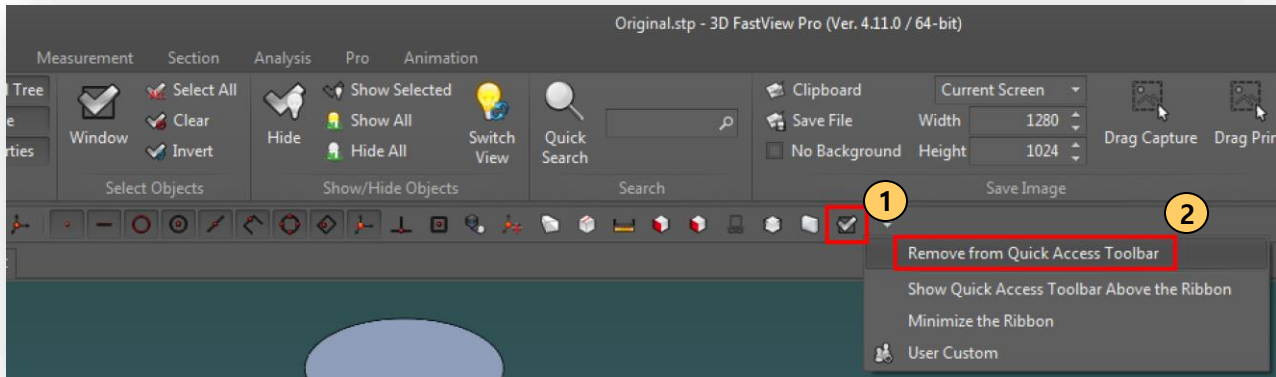 Original.stp - 3D FastView Pro (Ver. 4.11.0 / 64-bit)
Measurement Section Analysis Pro Animation
Tree Select All Show Selected Clipboard Current Screen
Clear Show All Save File Width 1280
Window Hide Switch View Quick Search Drag Capture
rties Invert Hide All No Background Height 1024
Select Objects Show/Hide Objects Search Save Image
1
2
Remove from Quick Access Toolbar
Show Quick Access Toolbar Above the Ribbon
Minimize the Ribbon
User Custom